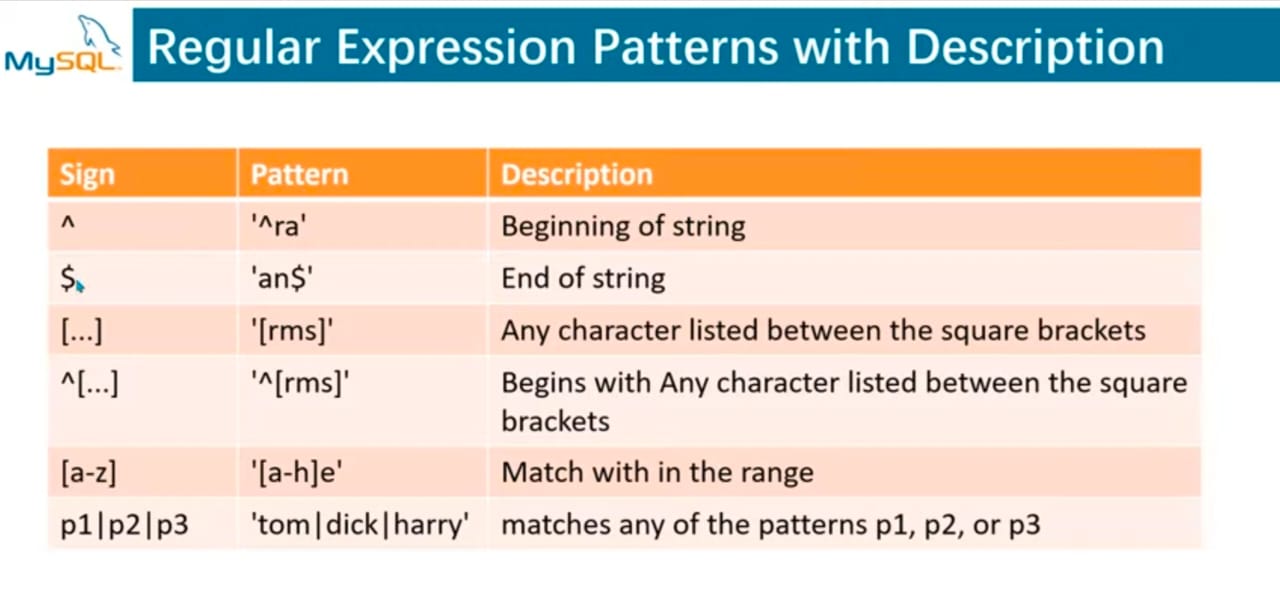 MySQL Regular Expression Patterns with Description
Sign Pattern Description
^ '^ra' Beginning of string
$ 'an$' End of string
[...] '[rms]' Any character listed between the square brackets
^[...] '^[rms]' Begins with Any character listed between the square
brackets
[a-z] '[a-h]e' Match with in the range
p1|p2|p3 'tom|dick|harry' matches any of the patterns p1, p2, or p3